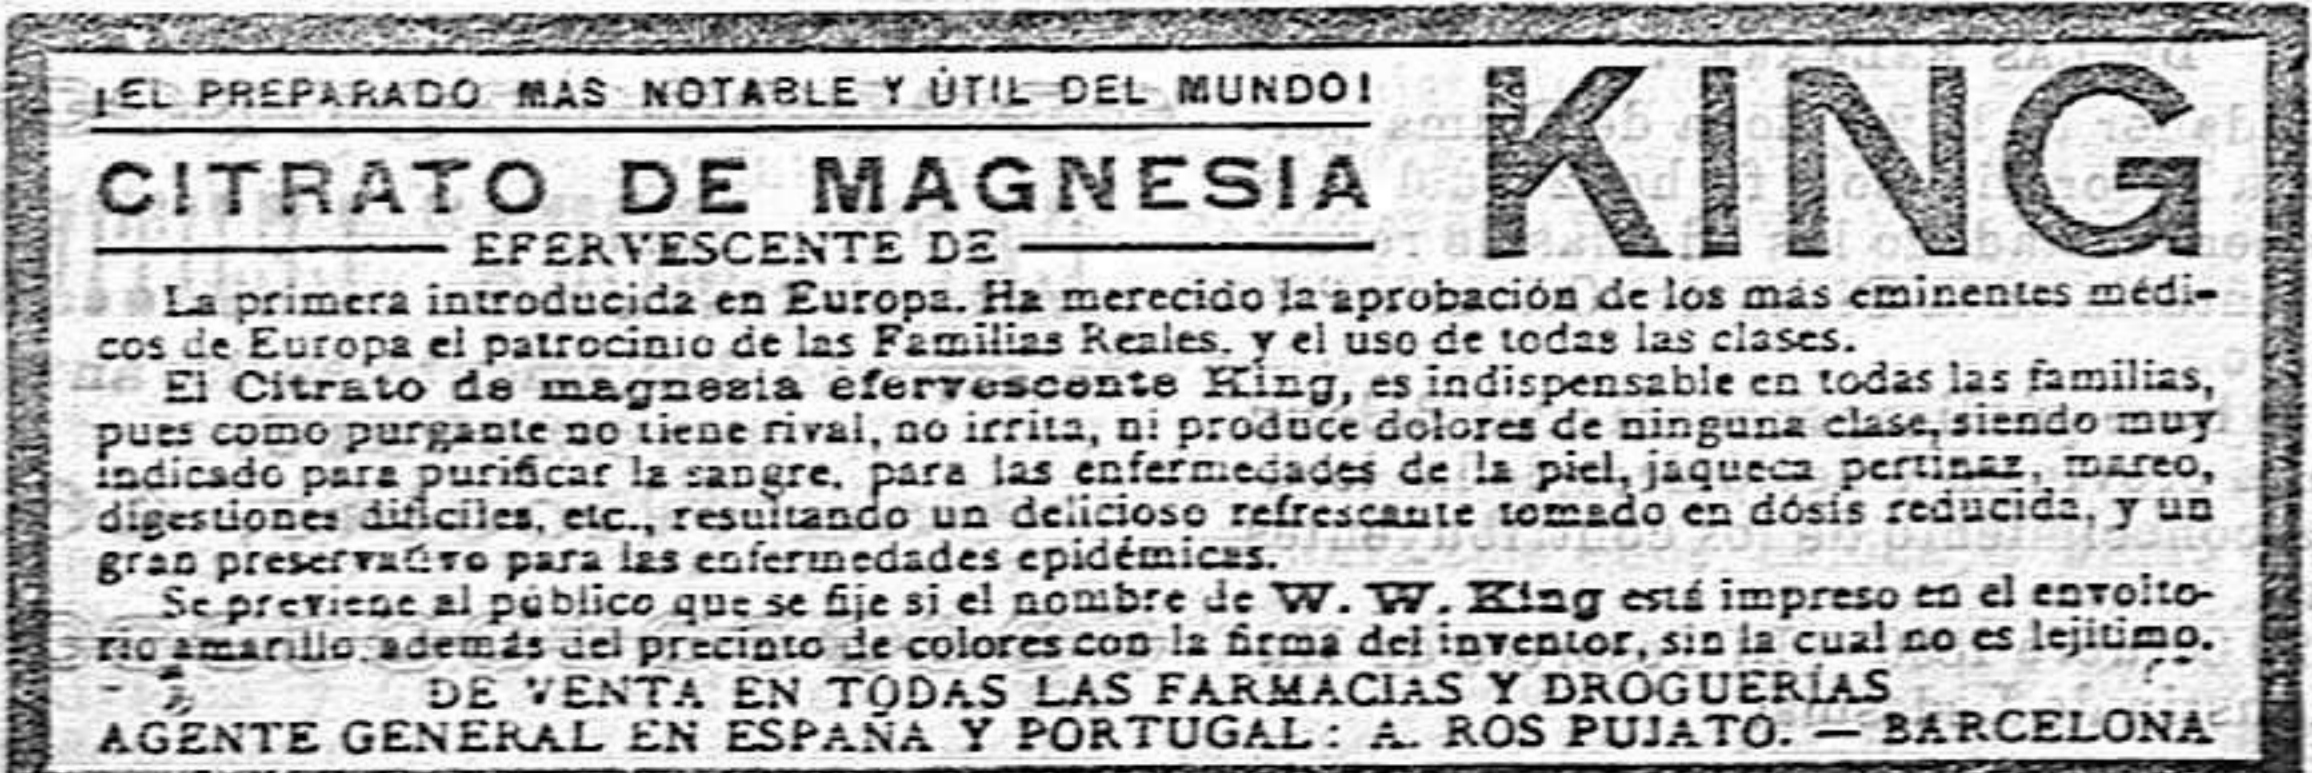 ¡EL PREPARADO MÁS NOTABLE Y ÚTIL DEL MUNDO!
CITRATO DE MAGNESIA
EFERVESCENTE DE
KING
La primera introducida en Europa. Ha merecido la aprobación de los más eminentes médi-
cos de Europa el patrocinio de las Familias Reales. y el uso de todas las clases.
El Citrato de magnesia efervescente King, es indispensable en todas las familias,
pues como purgante no tiene rival, no irrita, ni produce dolores de ninguna clase, siendo muy
indicado para purificar la sangre, para las enfermedades de la piel, jaqueca pertinaz, mareo,
digestiones difíciles, etc., resultando un delicioso refrescante tomado en dósis reducida, y un
gran preservativo para las enfermedades epidémicas.
Se previene al público que se fije si el nombre de W. W. King está impreso en el envolto-
rio amarillo, además del precinto de colores con la firma del inventor, sin la cual no es lejítimo.
DE VENTA EN TODAS LAS FARMACIAS Y DROGUERÍAS
AGENTE GENERAL EN ESPAÑA Y PORTUGAL: A. ROS PUJATÓ. — BARCELONA